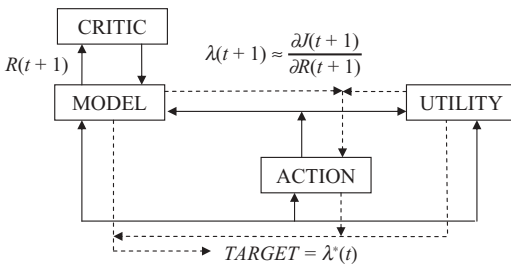 CRITIC
R(t + 1)
λ(t + 1) ≈ ∂J(t + 1) / ∂R(t + 1)
MODEL
UTILITY
ACTION
TARGET = λ*(t)